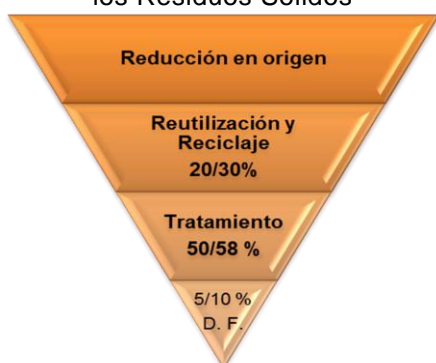 los Residuos Sólidos
Reducción en origen
Reutilización y
Reciclaje
20/30%
Tratamiento
50/58 %
5/10 %
D. F.